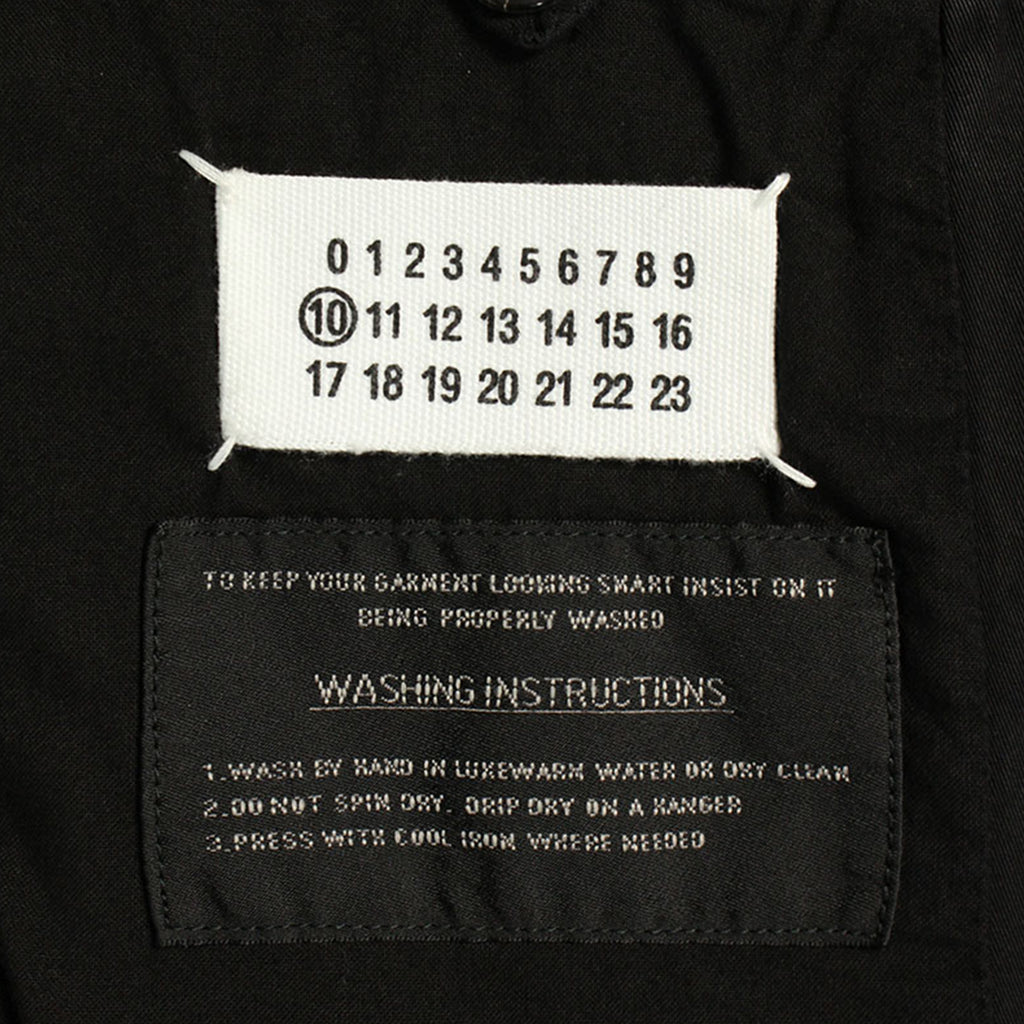 0 1 2 3 4 5 6 7 8 9
10 11 12 13 14 15 16
17 18 19 20 21 22 23
TO KEEP YOUR GARMENT LOOKING SMART INSIST ON IT
BEING PROPERLY WASHED
WASHING INSTRUCTIONS
1.WASH BY HAND IN LUKEWARM WATER OR DRY CLEAN
2.DO NOT SPIN DRY. DRIP DRY ON A HANGER
3.PRESS WITH COOL IRON WHERE NEEDED